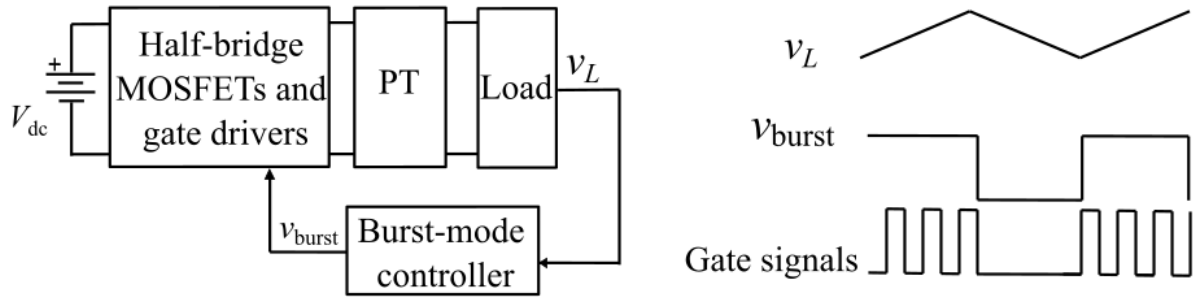 Half-bridge
MOSFETs and
gate drivers
PT
Load
v_L
+
V_dc
v_burst
Burst-mode
controller
v_L
v_burst
Gate signals